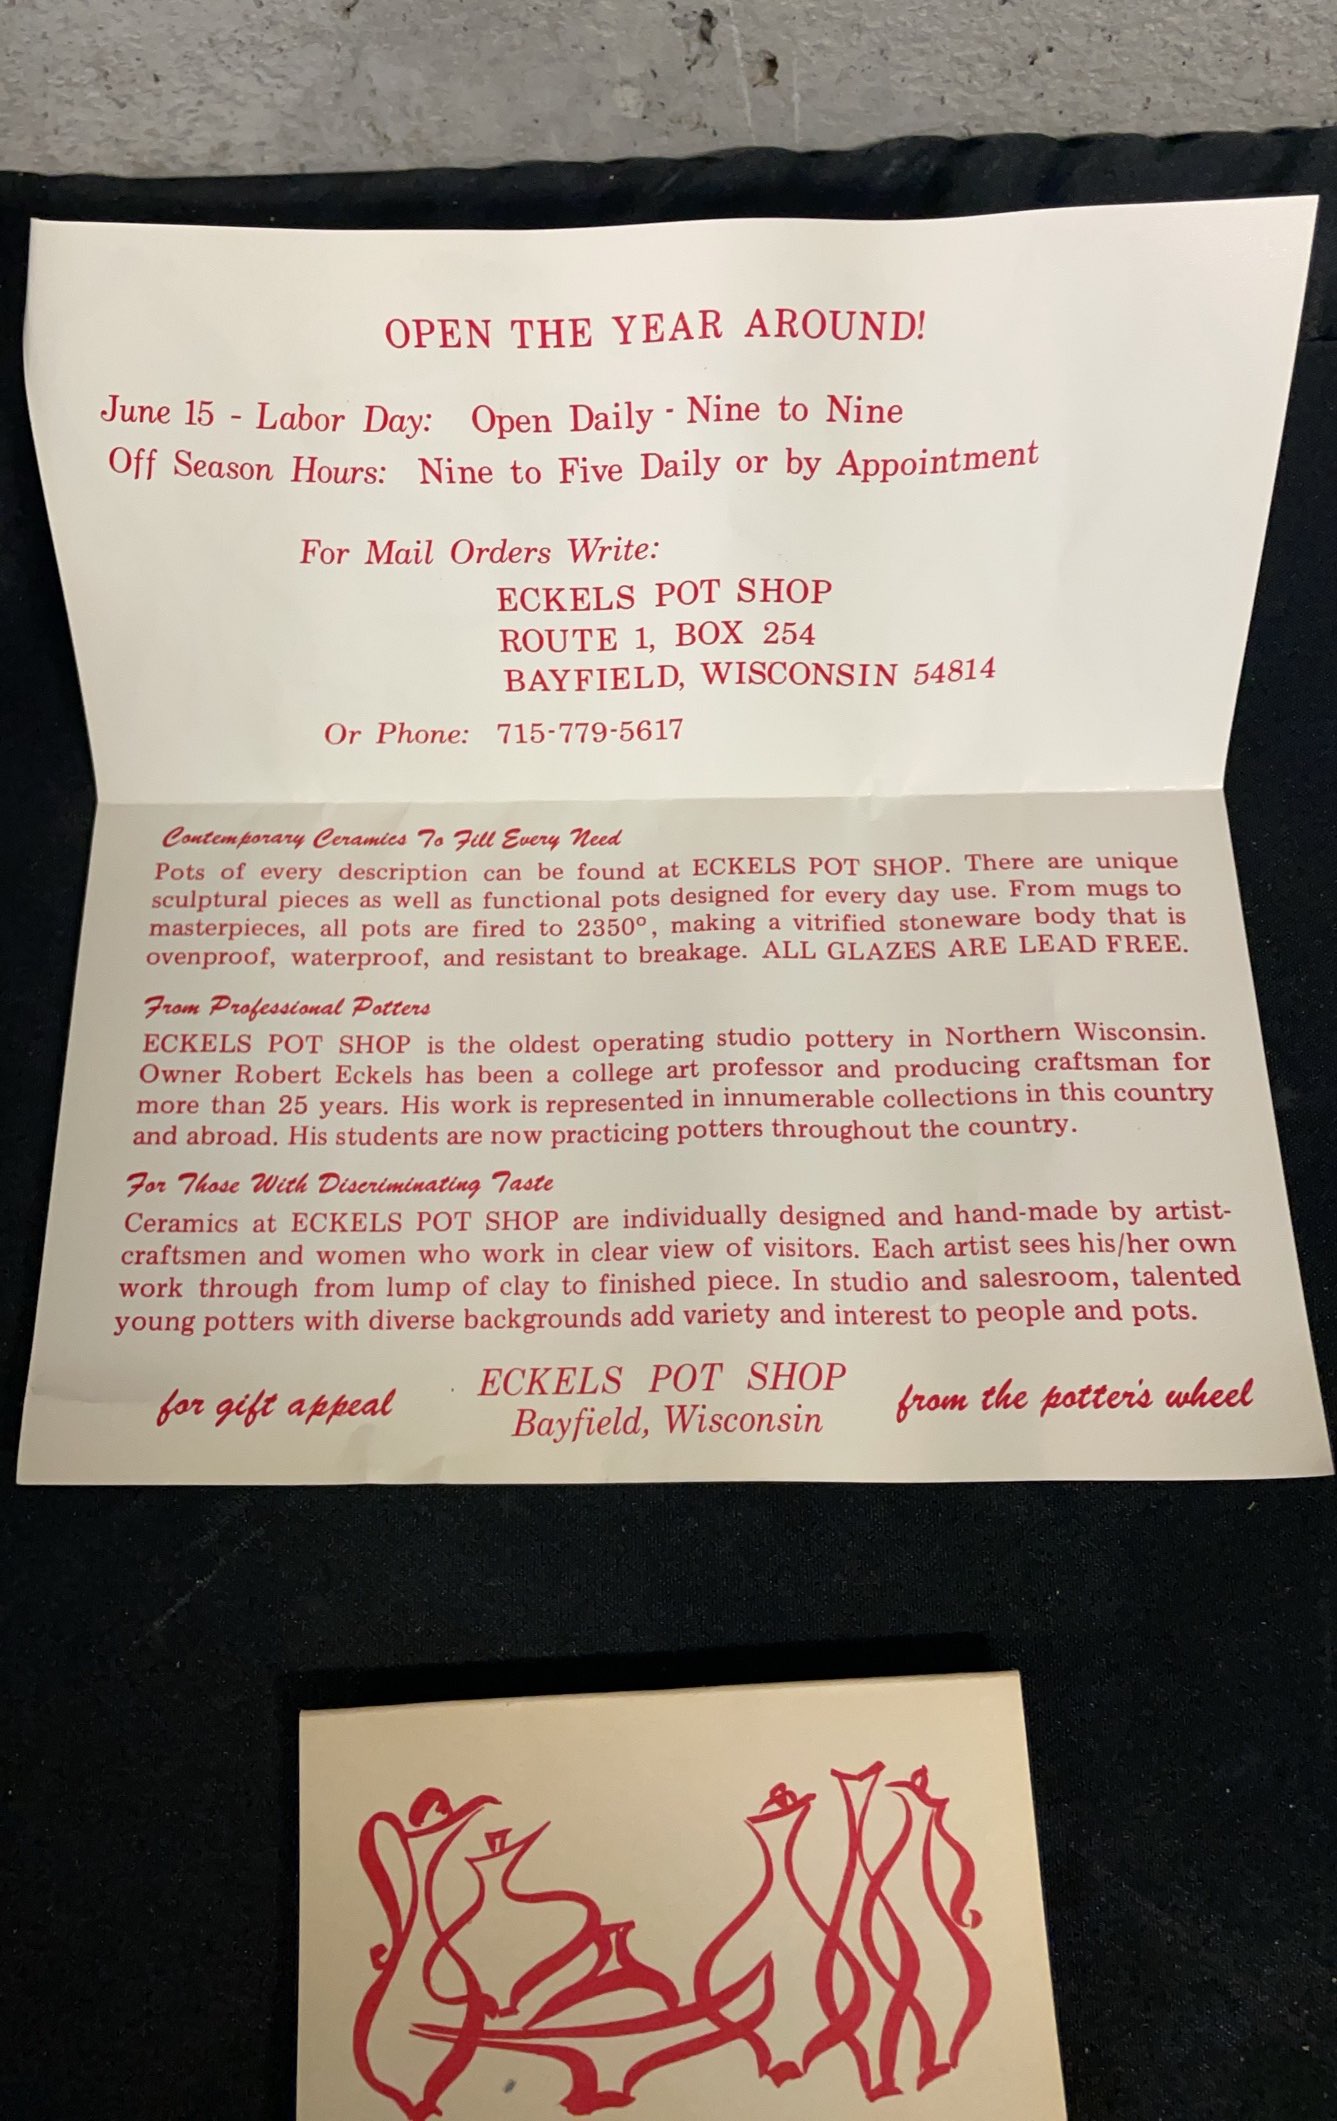 OPEN THE YEAR AROUND!
June 15 - Labor Day: Open Daily - Nine to Nine
Off Season Hours: Nine to Five Daily or by Appointment
For Mail Orders Write:
ECKELS POT SHOP
ROUTE 1, BOX 254
BAYFIELD, WISCONSIN 54814
Or Phone: 715-779-5617
Contemporary Ceramics To Fill Every Need
Pots of every description can be found at ECKELS POT SHOP. There are unique
sculptural pieces as well as functional pots designed for every day use. From mugs to
masterpieces, all pots are fired to 2350°, making a vitrified stoneware body that is
ovenproof, waterproof, and resistant to breakage. ALL GLAZES ARE LEAD FREE.
From Professional Potters
ECKELS POT SHOP is the oldest operating studio pottery in Northern Wisconsin.
Owner Robert Eckels has been a college art professor and producing craftsman for
more than 25 years. His work is represented in innumerable collections in this country
and abroad. His students are now practicing potters throughout the country.
For Those With Discriminating Taste
Ceramics at ECKELS POT SHOP are individually designed and hand-made by artist-
craftsmen and women who work in clear view of visitors. Each artist sees his/her own
work through from lump of clay to finished piece. In studio and salesroom, talented
young potters with diverse backgrounds add variety and interest to people and pots.
for gift appeal ECKELS POT SHOP from the potter's wheel
Bayfield, Wisconsin